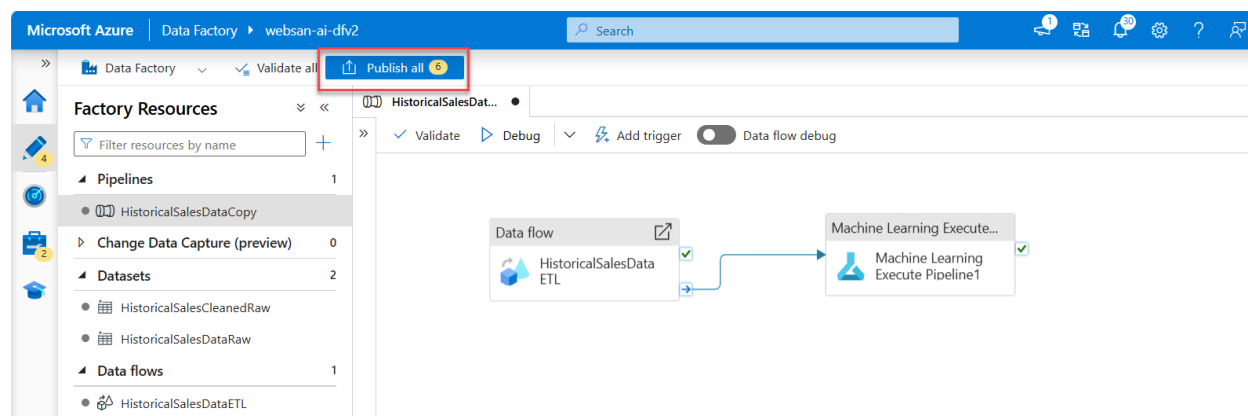 Microsoft Azure Data Factory websan-ai-dfv2 Search 1 30
Data Factory Validate all Publish all 6
Factory Resources
HistoricalSalesDat...
Validate Debug Add trigger Data flow debug
Filter resources by name
4
Pipelines 1
HistoricalSalesDataCopy
Change Data Capture (preview) 0
2
Datasets 2
HistoricalSalesCleanedRaw
HistoricalSalesDataRaw
Data flows 1
HistoricalSalesDataETL
Data flow
HistoricalSalesData
ETL
Machine Learning Execute...
Machine Learning
Execute Pipeline1